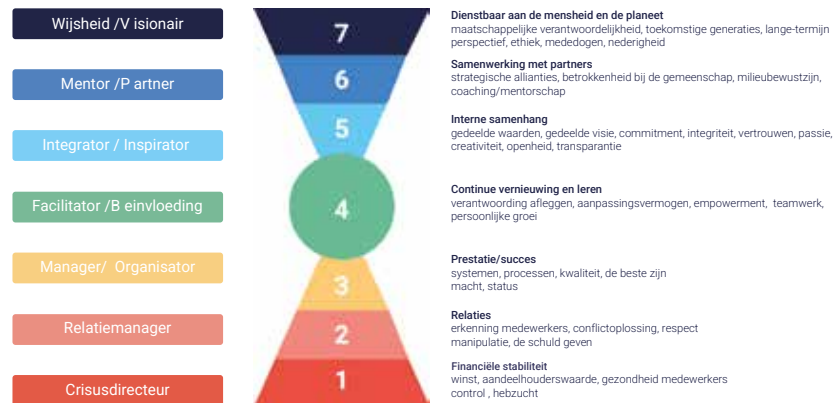 Wijsheid /V isionair
7
Dienstbaar aan de mensheid en de planeet
maatschappelijke verantwoordelijkheid, toekomstige generaties, lange-termijn
perspectief, ethiek, mededogen, nederigheid
Mentor /P artner
6
Samenwerking met partners
strategische allianties, betrokkenheid bij de gemeenschap, milieubewustzijn,
coaching/mentorschap
Integrator / Inspirator
5
Interne samenhang
gedeelde waarden, gedeelde visie, commitment, integriteit, vertrouwen, passie,
creativiteit, openheid, transparantie
Facilitator /B einvloeding
4
Continue vernieuwing en leren
verantwoording afleggen, aanpassingsvermogen, empowerment, teamwerk,
persoonlijke groei
Manager/ Organisator
3
Prestatie/succes
systemen, processen, kwaliteit, de beste zijn
macht, status
Relatiemanager
2
Relaties
erkenning medewerkers, conflictoplossing, respect
manipulatie, de schuld geven
Crisusdirecteur
1
Financiële stabiliteit
winst, aandeelhouderswaarde, gezondheid medewerkers
control , hebzucht